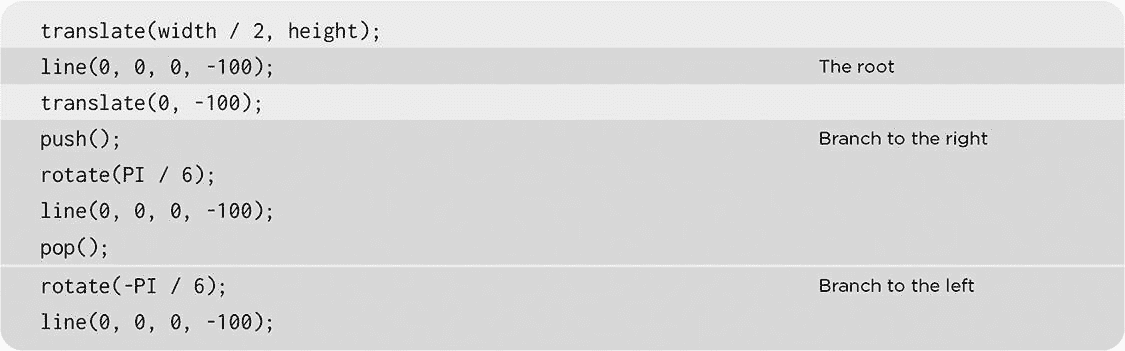 translate(width / 2, height);
line(0, 0, 0, -100); The root
translate(0, -100);
push(); Branch to the right
rotate(PI / 6);
line(0, 0, 0, -100);
pop();
rotate(-PI / 6); Branch to the left
line(0, 0, 0, -100);